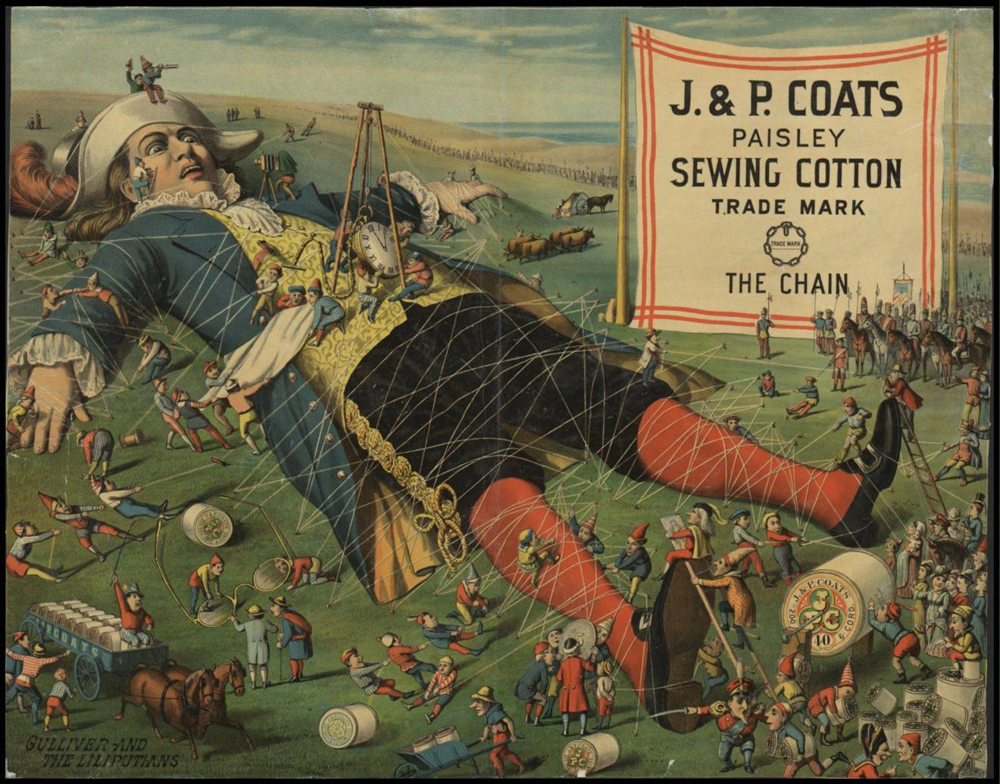 J. & P. COATS
PAISLEY
SEWING COTTON
TRADE MARK
TRADE MARK
THE CHAIN
J. & P. COATS
200
6 CORD.
40
COATS
GULLIVER AND
THE LILIPUTIANS.